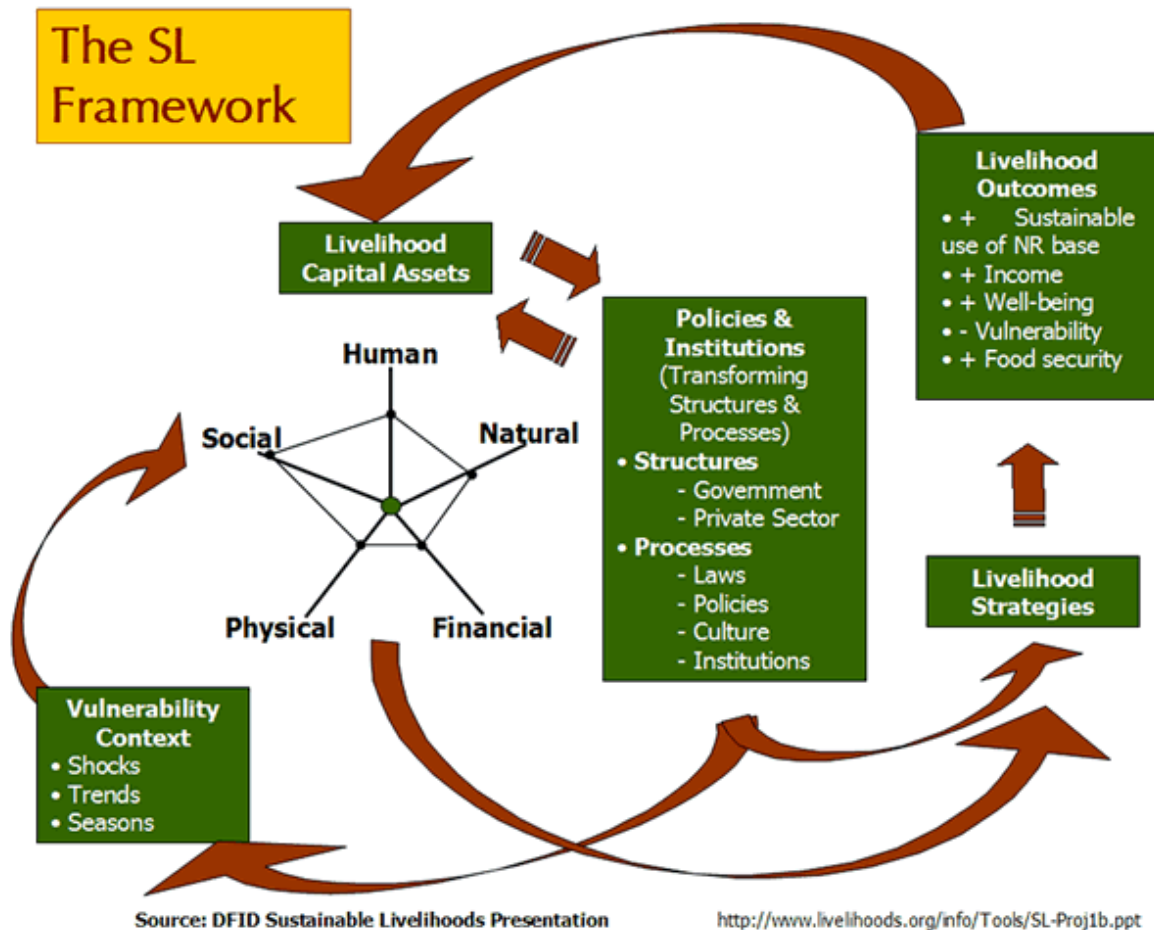 The SL
Framework
Livelihood
Capital Assets
Human
Social
Natural
Physical
Financial
Vulnerability
Context
• Shocks
• Trends
• Seasons
Policies &
Institutions
(Transforming
Structures &
Processes)
• Structures
- Government
- Private Sector
• Processes
- Laws
- Policies
- Culture
- Institutions
Livelihood
Outcomes
• + Sustainable
use of NR base
• + Income
• + Well-being
• - Vulnerability
• + Food security
Livelihood
Strategies
Source: DFID Sustainable Livelihoods Presentation
http://www.livelihoods.org/info/Tools/SL-Proj1b.ppt